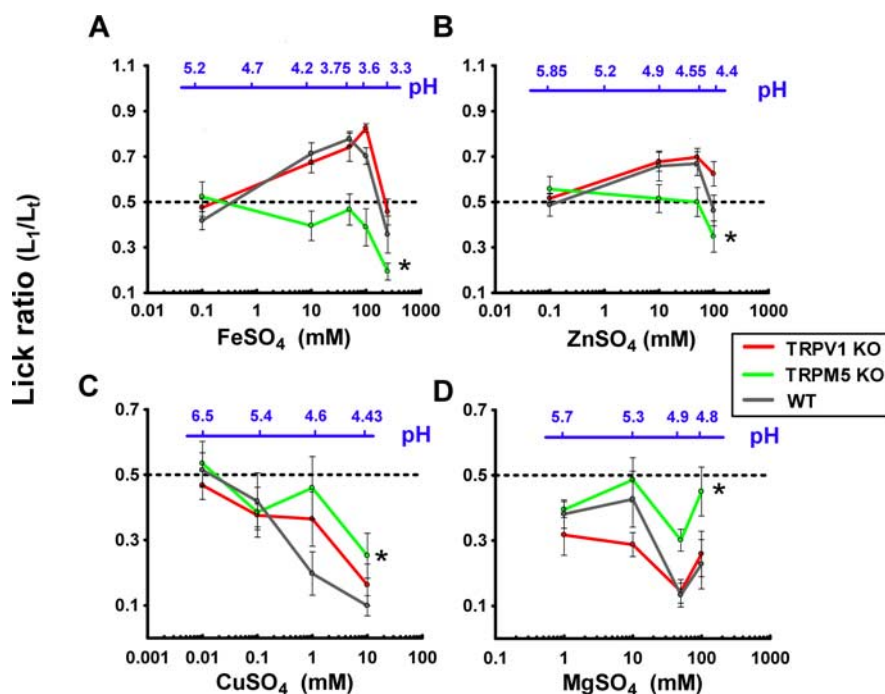 A
5.2 4.7 4.2 3.75 3.6 3.3
pH
1.1
0.9
0.7
0.5
0.3
0.1
0.01 0.1 1 10 100 1000
FeSO4 (mM)
*
B
5.85 5.2 4.9 4.55 4.4
pH
1.1
0.9
0.7
0.5
0.3
0.1
0.01 0.1 1 10 100 1000
ZnSO4 (mM)
*
Lick ratio (L1/Lt)
TRPV1 KO
TRPM5 KO
WT
C
6.5 5.4 4.6 4.43
pH
0.7
0.5
0.3
0.1
0.001 0.01 0.1 1 10 100
CuSO4 (mM)
*
D
5.7 5.3 4.9 4.8
pH
0.7
0.5
0.3
0.1
0.1 1 10 100 1000
MgSO4 (mM)
*